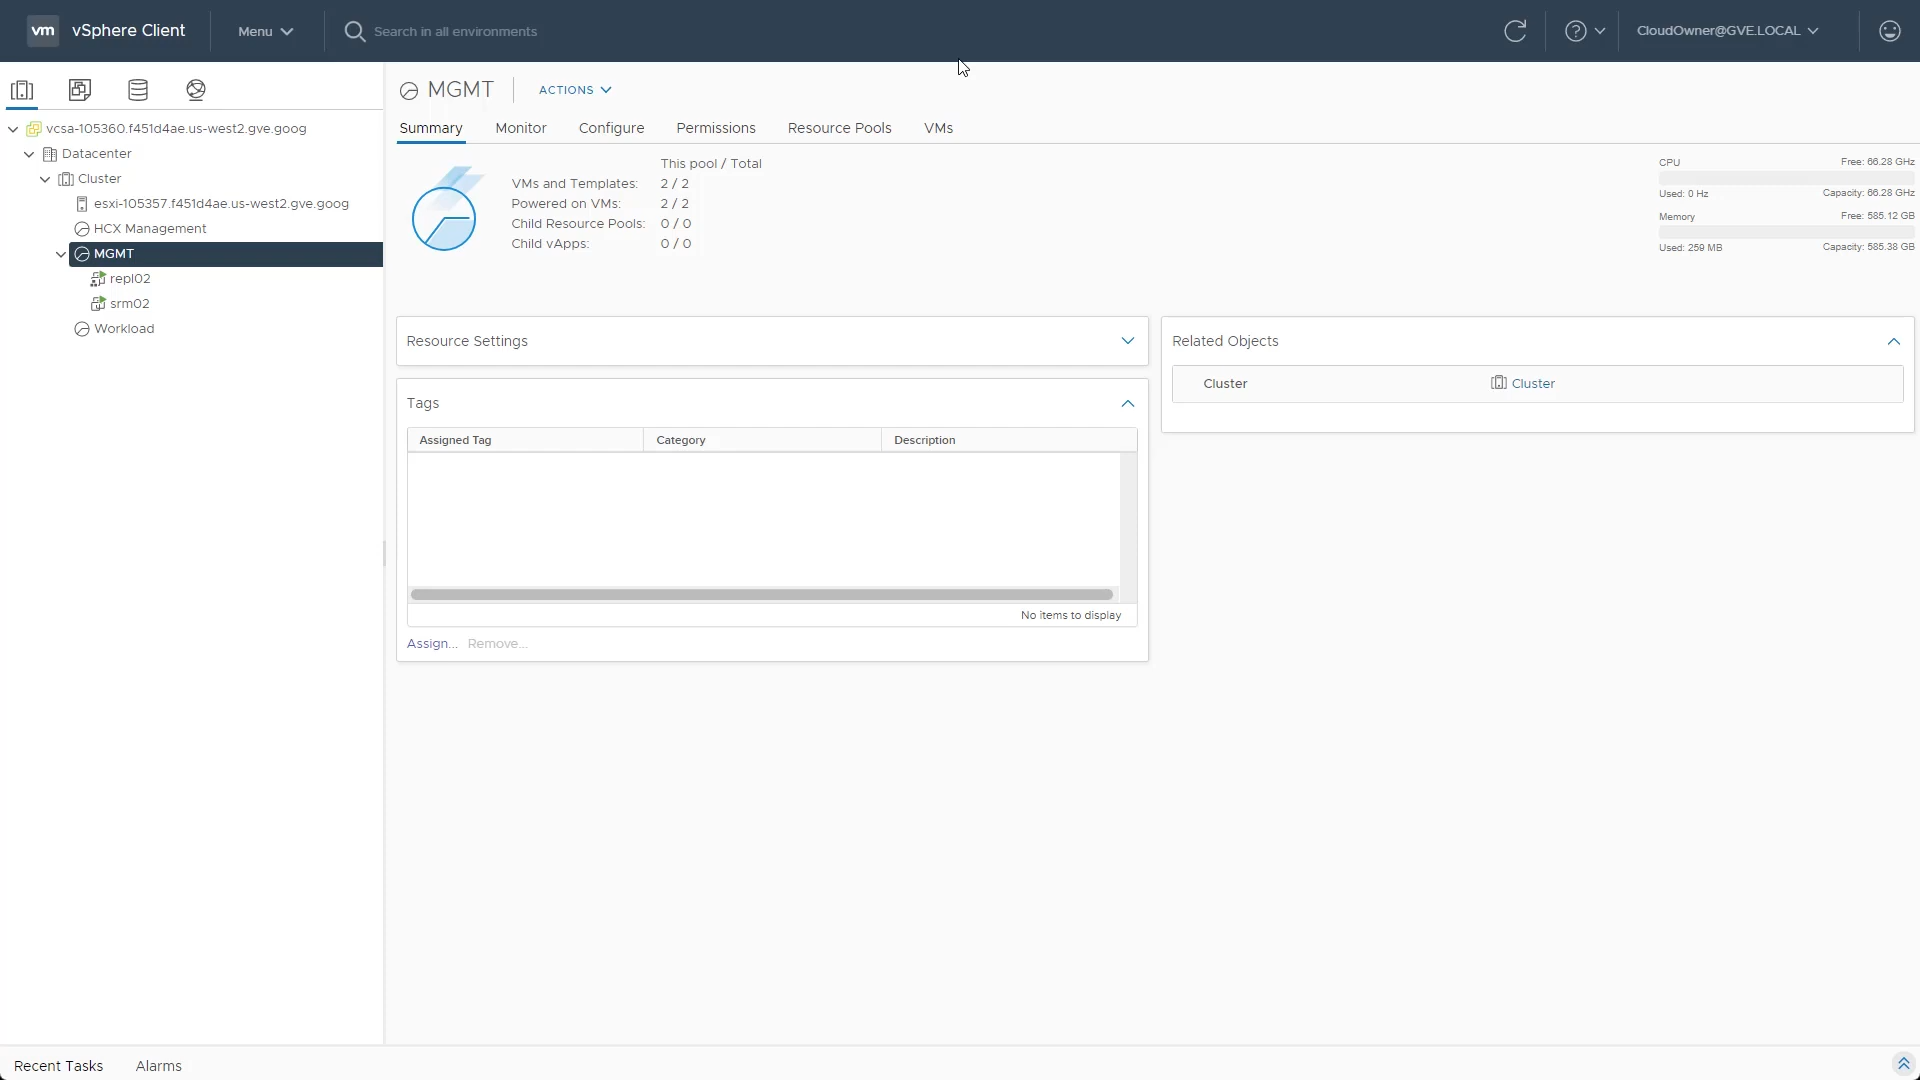 vm vSphere Client Menu Search in all environments CloudOwner@GVE.LOCAL
MGMT ACTIONS
Summary Monitor Configure Permissions Resource Pools VMs
vcsa-105360.f451d4ae.us-west2.gve.goog
Datacenter
Cluster
esxi-105357.f451d4ae.us-west2.gve.goog
HCX Management
MGMT
repl02
srm02
Workload
This pool / Total
VMs and Templates: 2 / 2
Powered on VMs: 2 / 2
Child Resource Pools: 0 / 0
Child vApps: 0 / 0
CPU Free: 66.28 GHz
Used: 0 Hz Capacity: 66.28 GHz
Memory Free: 585.12 GB
Used: 259 MB Capacity: 585.38 GB
Resource Settings
Tags
Assigned Tag Category Description
No items to display
Assign... Remove...
Related Objects
Cluster Cluster
Recent Tasks Alarms